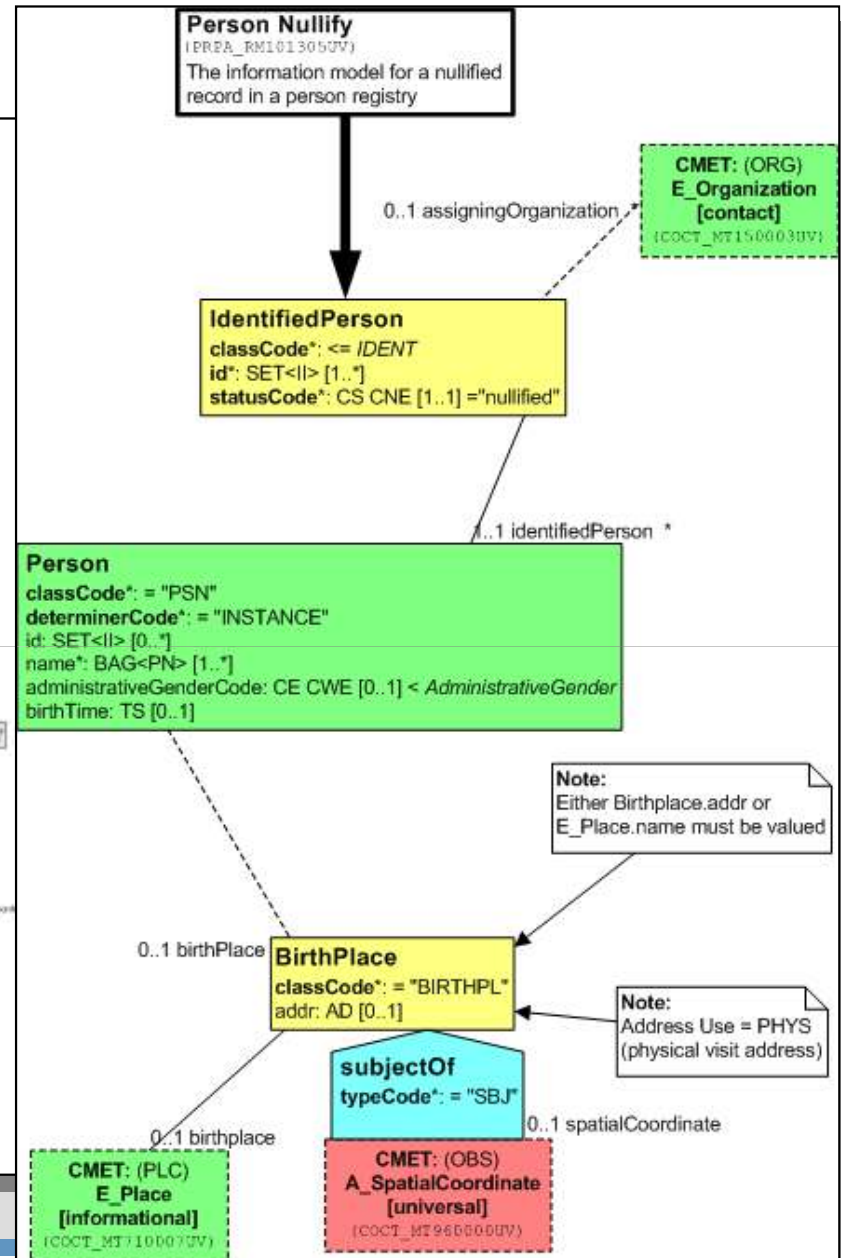 Person Nullify
(PRPA_RM101305UV)
The information model for a nullified
record in a person registry
CMET: (ORG)
E_Organization
[contact]
(COCT_MT150003UV)
0..1 assigningOrganization
*
IdentifiedPerson
classCode*: <= IDENT
id*: SET<II> [1..*]
statusCode*: CS CNE [1..1] ="nullified"
1..1 identifiedPerson *
Person
classCode*: = "PSN"
determinerCode*: = "INSTANCE"
id: SET<II> [0..*]
name*: BAG<PN> [1..*]
administrativeGenderCode: CE CWE [0..1] < AdministrativeGender
birthTime: TS [0..1]
Note:
Either Birthplace.addr or
E_Place.name must be valued
0..1 birthPlace
BirthPlace
classCode*: = "BIRTHPL"
addr: AD [0..1]
Note:
Address Use = PHYS
(physical visit address)
subjectOf
typeCode*: = "SBJ"
0..1 spatialCoordinate
0..1 birthplace
CMET: (PLC)
E_Place
[informational]
(COCT_MT710007UV)
CMET: (OBS)
A_SpatialCoordinate
[universal]
(COCT_MT960000UV)